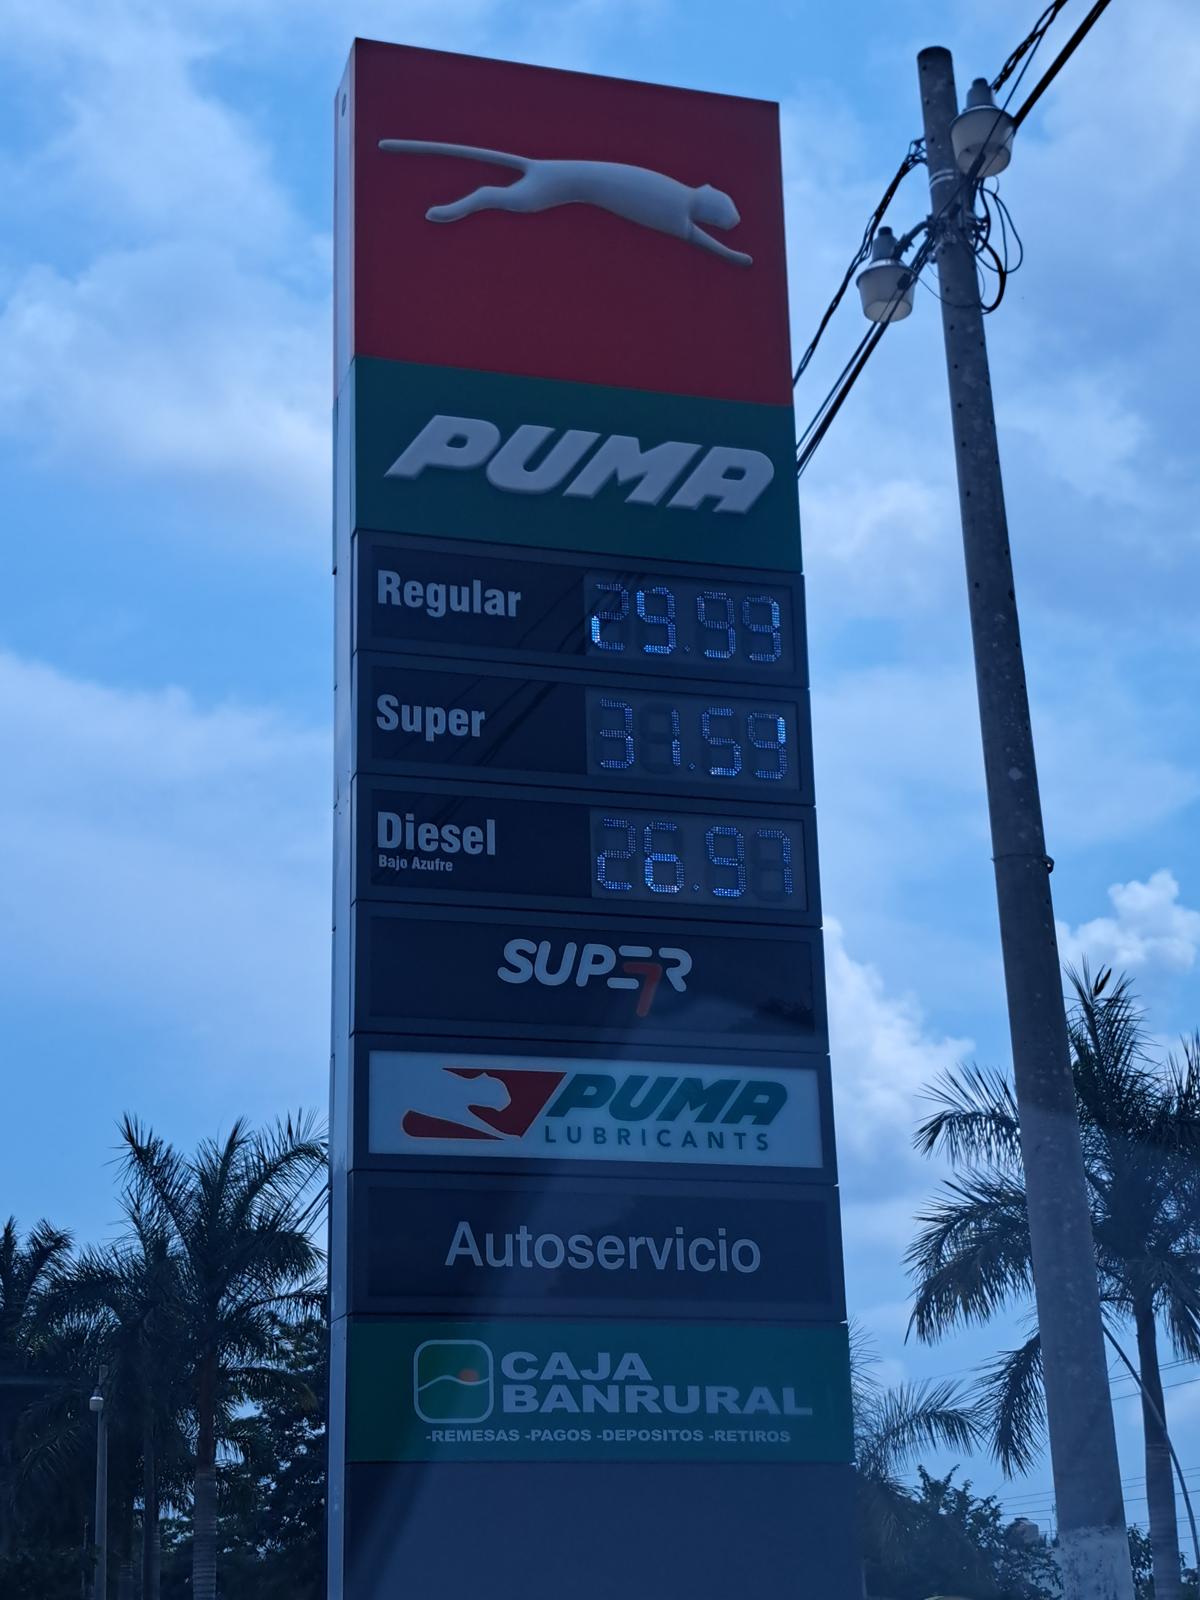 PUMA
Regular 29.99
Super 31.59
Diesel 26.97
Bajo Azufre
SUPER 7
PUMA
LUBRICANTS
Autoservicio
CAJA
BANRURAL
-REMESAS -PAGOS -DEPOSITOS -RETIROS